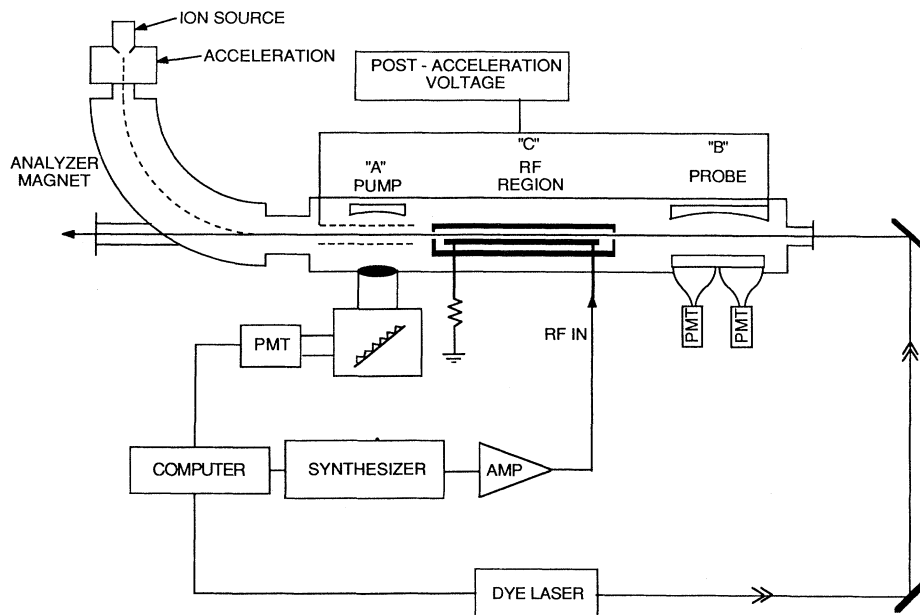 ION SOURCE
ACCELERATION
POST - ACCELERATION
VOLTAGE
ANALYZER
MAGNET
"A"
PUMP
"C"
RF
REGION
"B"
PROBE
PMT
RF IN
PMT
PMT
COMPUTER
SYNTHESIZER
AMP
DYE LASER